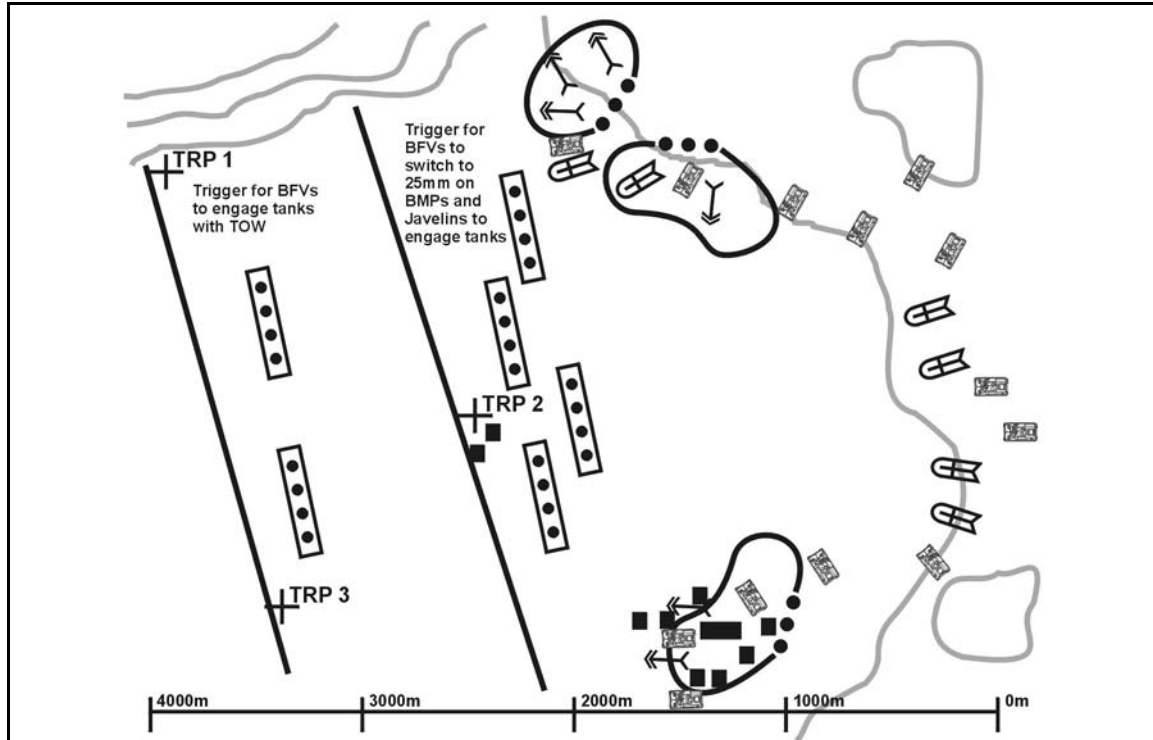 TRP 1
Trigger for BFVs
to engage tanks
with TOW
Trigger for
BFVs to
switch to
25mm on
BMPs and
Javelins to
engage tanks
TRP 2
TRP 3
4000m
3000m
2000m
1000m
0m